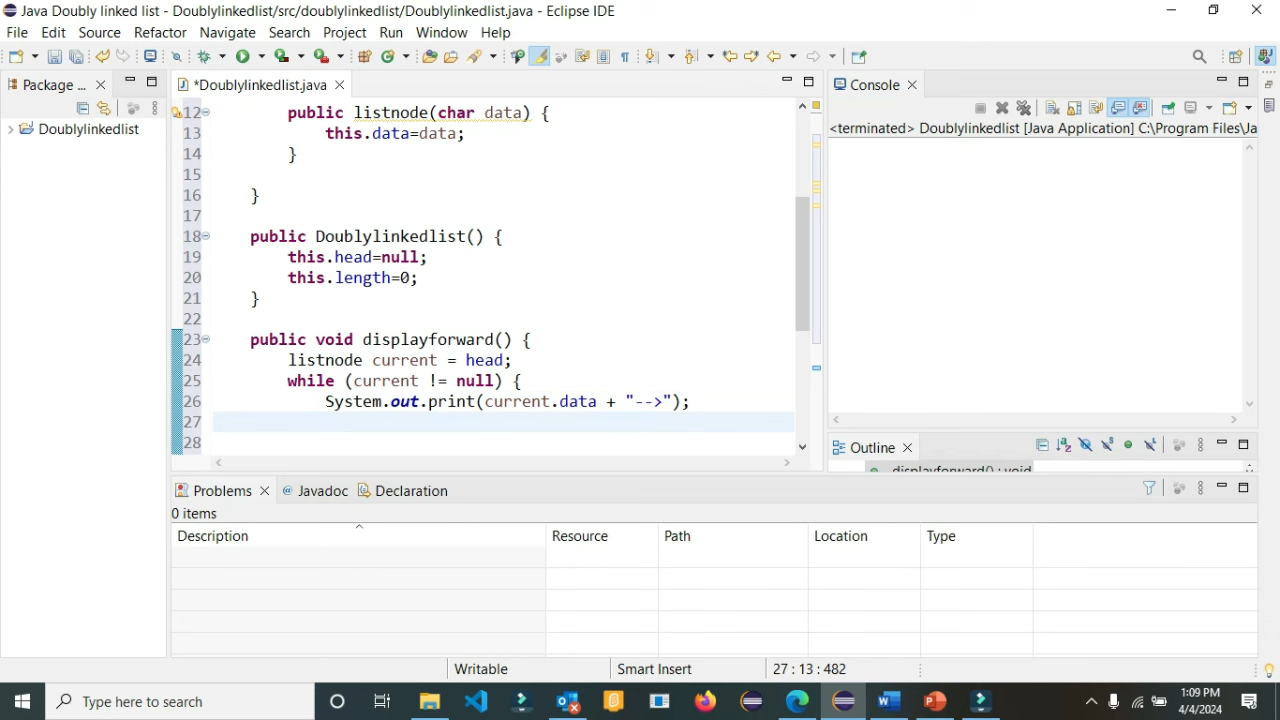 Java Doubly linked list - Doublylinkedlist/src/doublylinkedlist/Doublylinkedlist.java - Eclipse IDE
File Edit Source Refactor Navigate Search Project Run Window Help
Package ...
*Doublylinkedlist.java
Console
Doublylinkedlist
<terminated> Doublylinkedlist [Java Application] C:\Program Files\Ja
12 public listnode(char data) {
13 this.data=data;
14 }
15
16 }
17
18 public Doublylinkedlist() {
19 this.head=null;
20 this.length=0;
21 }
22
23 public void displayforward() {
24 listnode current = head;
25 while (current != null) {
26 System.out.print(current.data + "-->");
27
28
Outline
displayforward() : void
Problems Javadoc Declaration
0 items
Description Resource Path Location Type
Writable Smart Insert 27 : 13 : 482
Type here to search
1:09 PM
4/4/2024